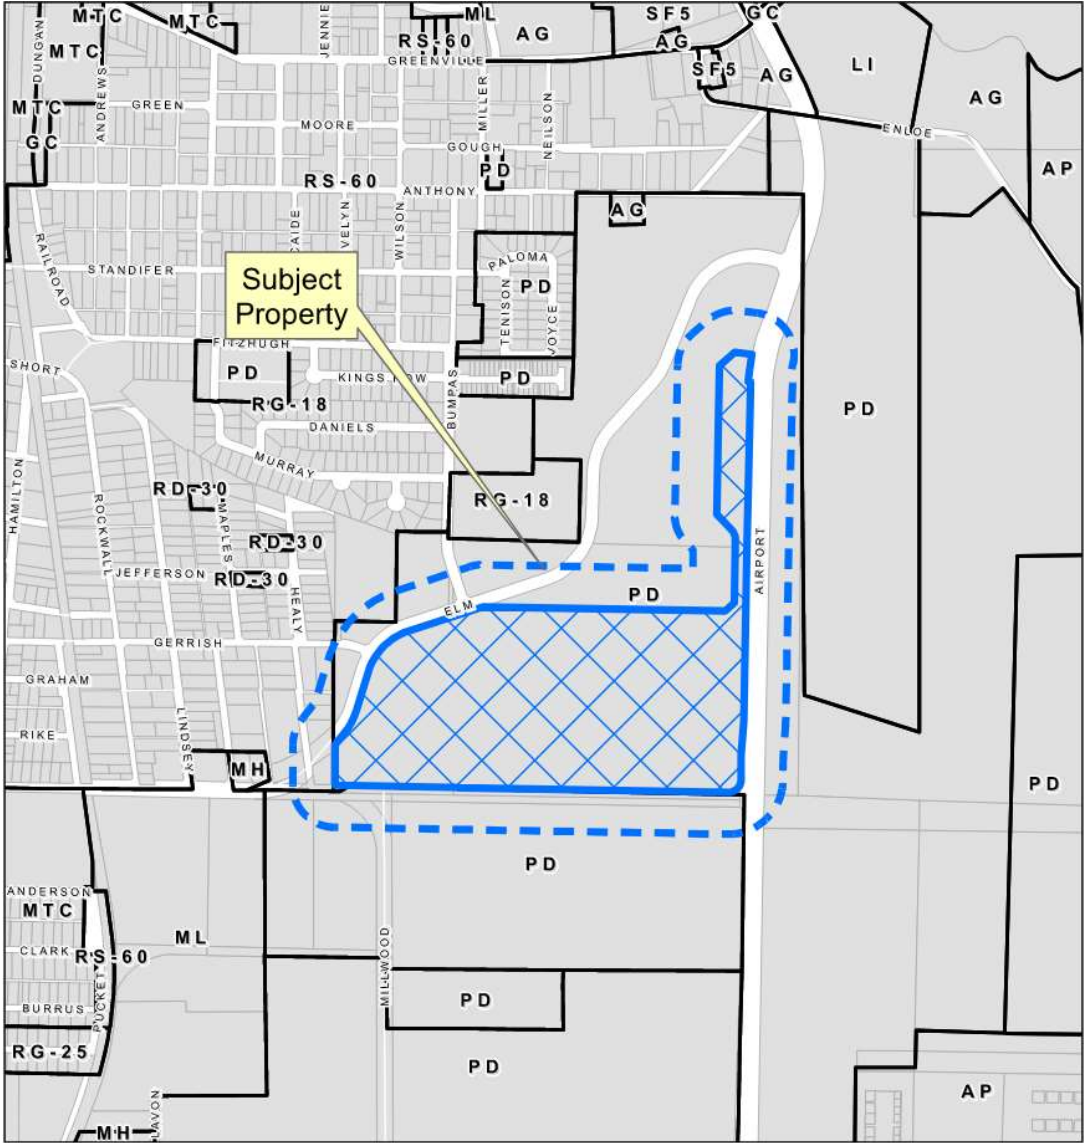 MTC
MTC
ML
AG
SF5
GC
JENNIE
DUNGAN
MTC
RS-60
AG
GREENVILLE
SF5
AG
LI
ANDREWS
MILLER
NEILSON
AG
MTC
GREEN
MOORE
ENLOE
GC
GOUGH
PD
AP
RS-60
ANTHONY
AG
WILSON
RAILROAD
STANDIFER
PALOMA
PD
TENISON
JOYCE
Subject
Property
FITZHUGH
SHORT
PD
KINGS ROW
PD
RG-18
BUMPAS
PD
DANIELS
MURRAY
HAMILTON
RD-30
RG-18
ROCKWALL
MAPLES
RD-30
AIRPORT
JEFFERSON
RD-30
HEALY
PD
ELM
GERRISH
GRAHAM
LINDSEY
RIKE
MH
PD
PD
ANDERSON
MTC
ML
CLARK
RS-60
MILLWOOD
BURRUS
PUCKETT
PD
RG-25
PD
AP
LAVON
MH